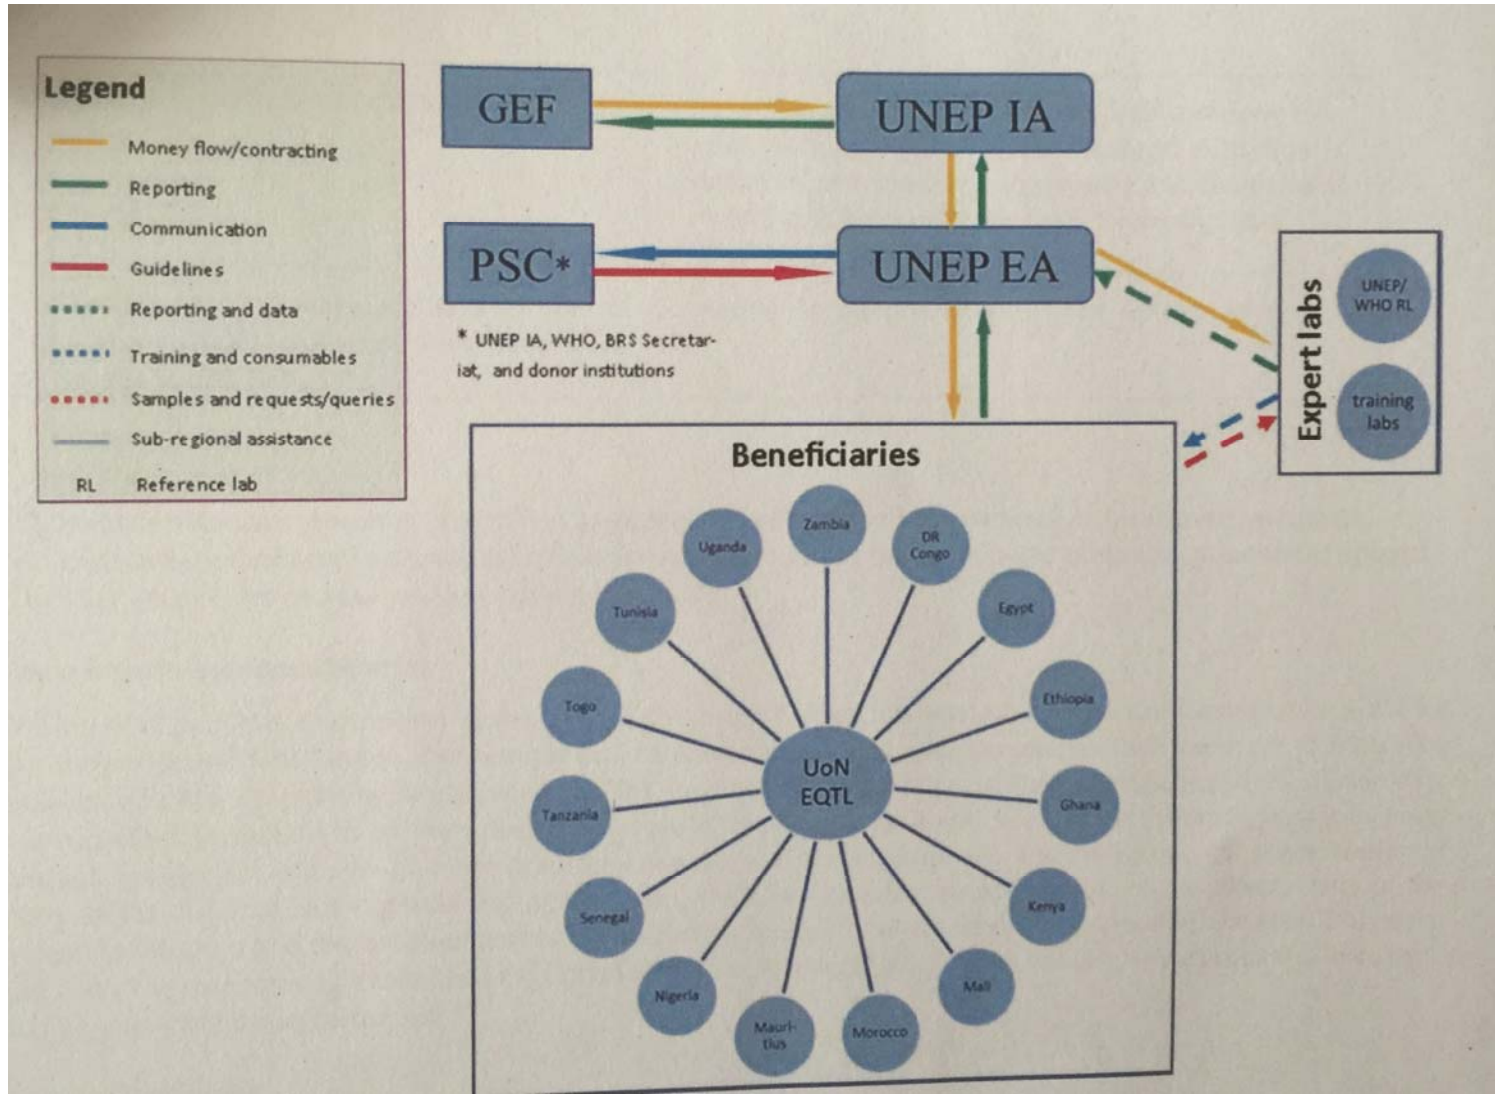 Legend
Money flow/contracting
Reporting
Communication
Guidelines
Reporting and data
Training and consumables
Samples and requests/queries
Sub-regional assistance
RL Reference lab
GEF
UNEP IA
PSC*
UNEP EA
* UNEP IA, WHO, BRS Secretar-
iat, and donor institutions
Expert labs
UNEP/
WHO RL
training
labs
Beneficiaries
Zambia
DR
Congo
Egypt
Ethiopia
Ghana
Kenya
Mali
Morocco
Mauri-
tius
Nigeria
Senegal
Tanzania
Togo
Tunisia
Uganda
UoN
EQTL